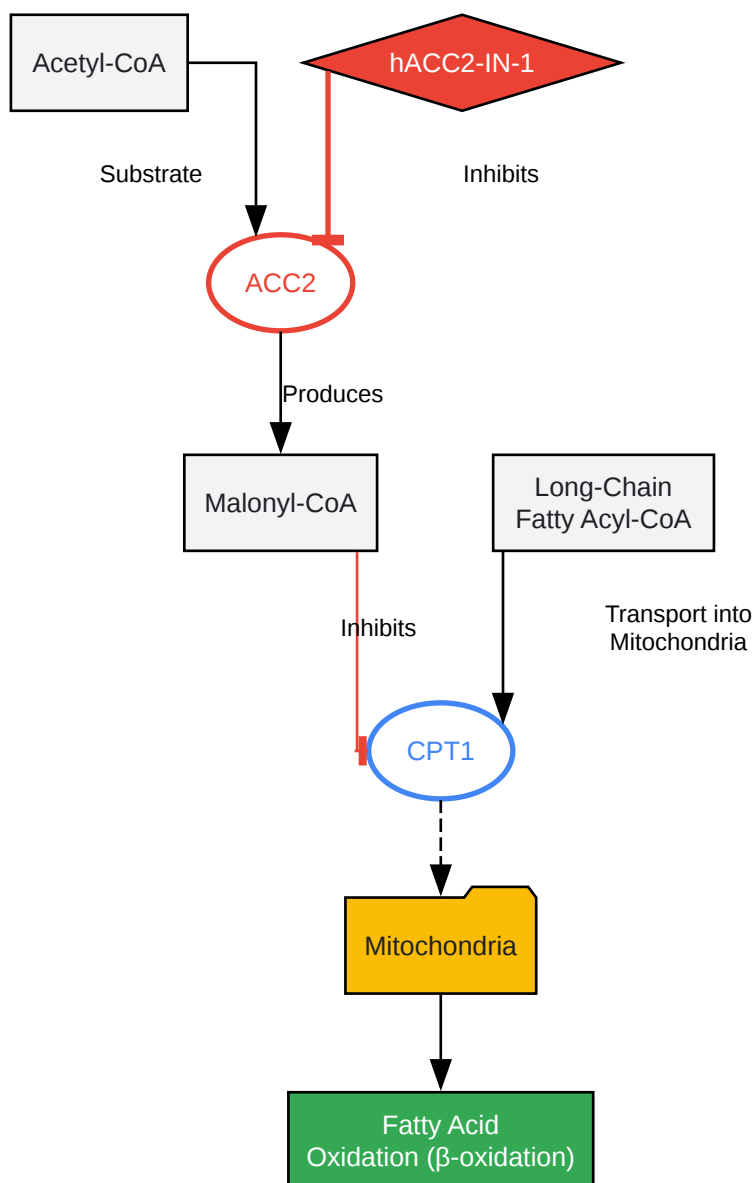 Acetyl-CoA
hACC2-IN-1
Substrate
Inhibits
ACC2
Produces
Malonyl-CoA
Long-Chain
Fatty Acyl-CoA
Inhibits
Transport into
Mitochondria
CPT1
Mitochondria
Fatty Acid
Oxidation (β-oxidation)